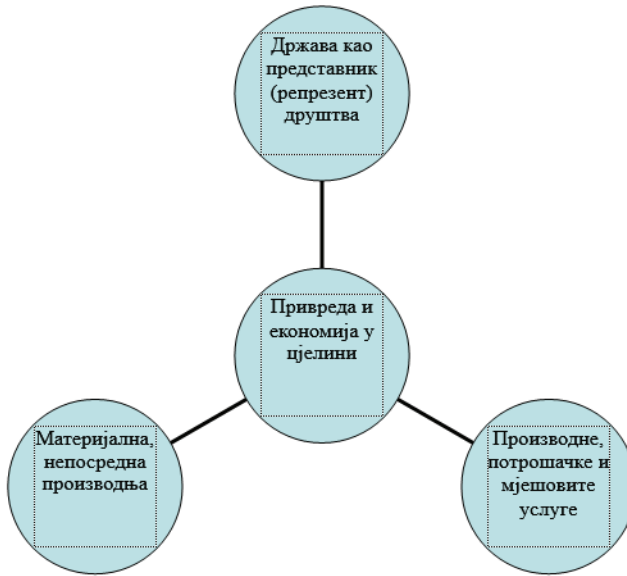 Држава као
представник
(репрезент)
друштва
Привреда и
економија у
цјелини
Материјална,
непосредна
производња
Производне,
потрошачке и
мјешовите
услуге